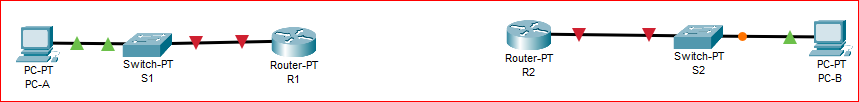 PC-PT
PC-A
Switch-PT
S1
Router-PT
R1
Router-PT
R2
Switch-PT
S2
PC-PT
PC-B